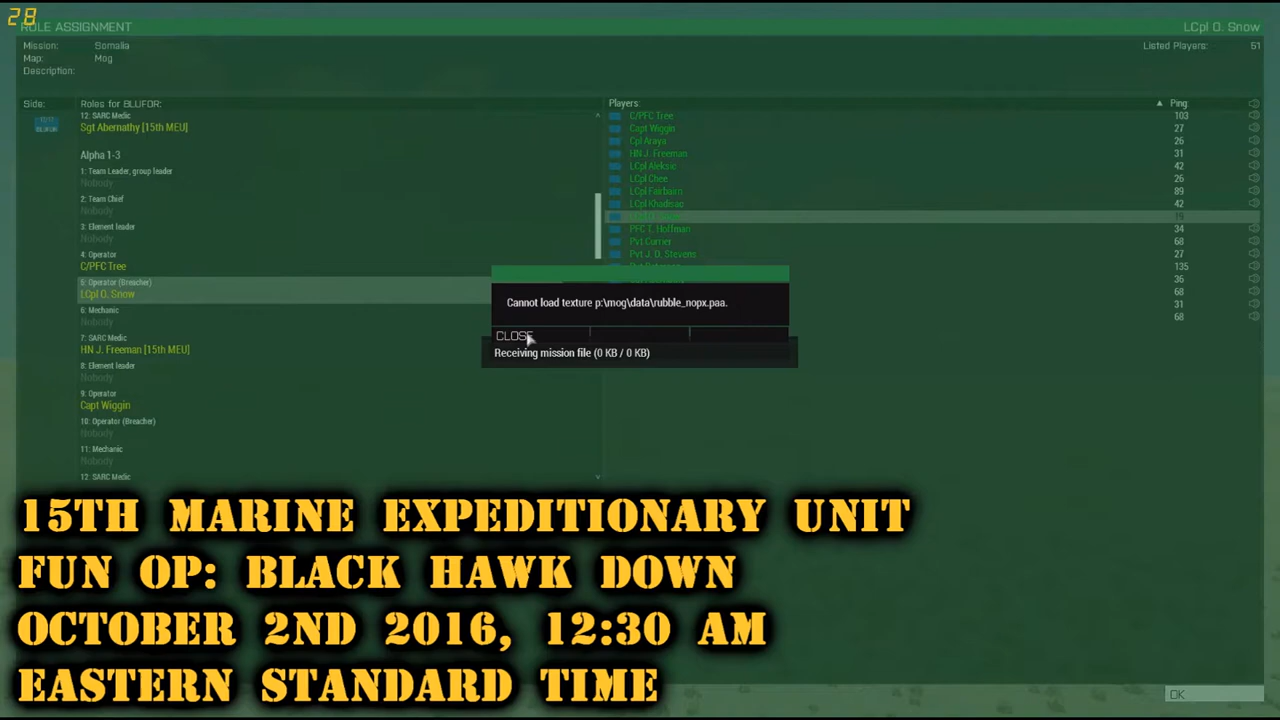 28
ROLE ASSIGNMENT
LCpl O. Snow
Mission: Somalia
Listed Players: 51
Map: Mog
Description:
Side:
BLUFOR
Roles for BLUFOR:
12: SARC Medic
Sgt Abernathy [15th MEU]
Alpha 1-3
1: Team Leader, group leader
Nobody
2: Team Chief
Nobody
3: Element leader
Nobody
4: Operator
C/PFC Tree
5: Operator (Breacher)
LCpl O. Snow
6: Mechanic
Nobody
7: SARC Medic
HN J. Freeman [15th MEU]
8: Element leader
Nobody
9: Operator
Capt Wiggin
10: Operator (Breacher)
Nobody
11: Mechanic
Nobody
12: SARC Medic
Players: Ping
C/PFC Tree 103
Capt Wiggin 27
Cpl Araya 26
HN J. Freeman 31
LCpl Aleksic 42
LCpl Chee 26
LCpl Fairbairn 89
LCpl Khadeiac 42
LCpl O. Snow 19
PFC T. Hoffman 34
Pvt Currier 68
Pvt J. D. Stevens 27
135
36
68
31
68
Cannot load texture p:\mog\data\rubble_nopx.paa.
CLOSE
Receiving mission file (0 KB / 0 KB)
15TH MARINE EXPEDITIONARY UNIT
FUN OP: BLACK HAWK DOWN
OCTOBER 2ND 2016, 12:30 AM
EASTERN STANDARD TIME
OK